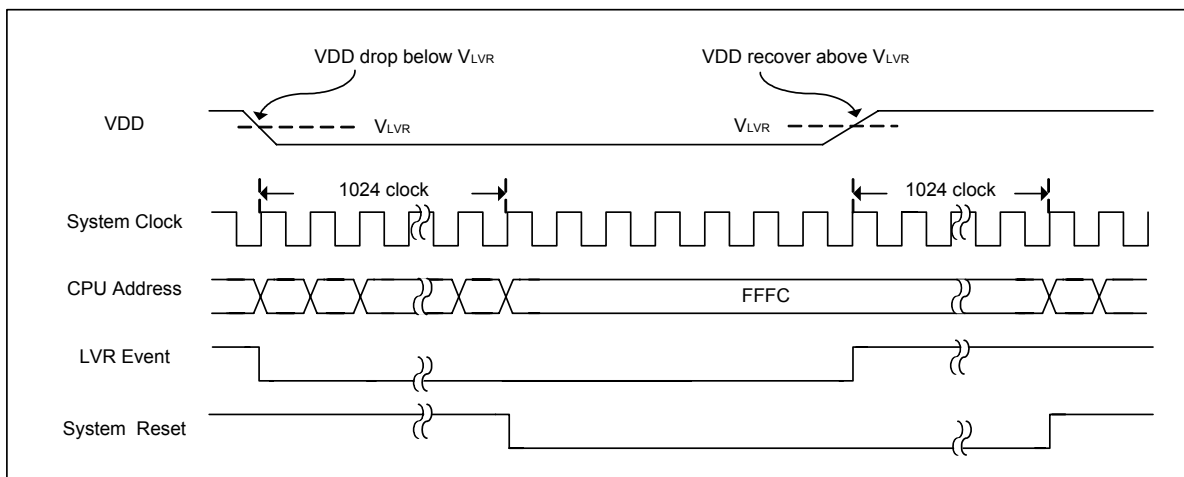 VDD drop below VLVR
VDD recover above VLVR
VDD
VLVR
VLVR
1024 clock
1024 clock
System Clock
CPU Address
FFFC
LVR Event
System Reset